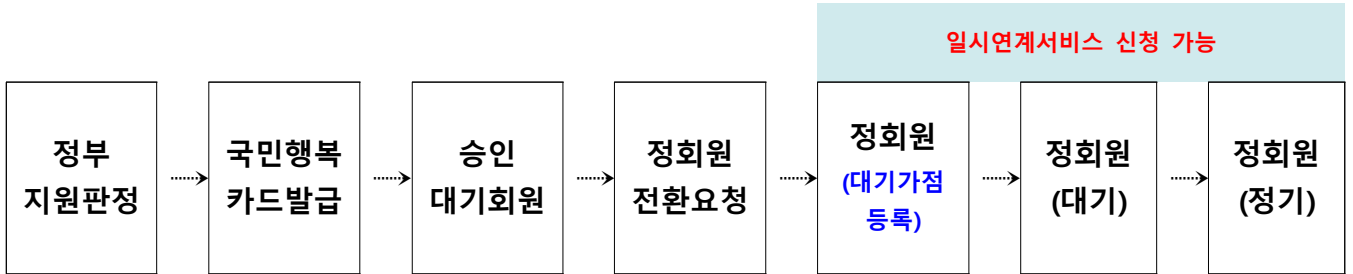 일시연계서비스 신청 가능
정부
지원판정
국민행복
카드발급
승인
대기회원
정회원
전환요청
정회원
(대기가점
등록)
정회원
(대기)
정회원
(정기)